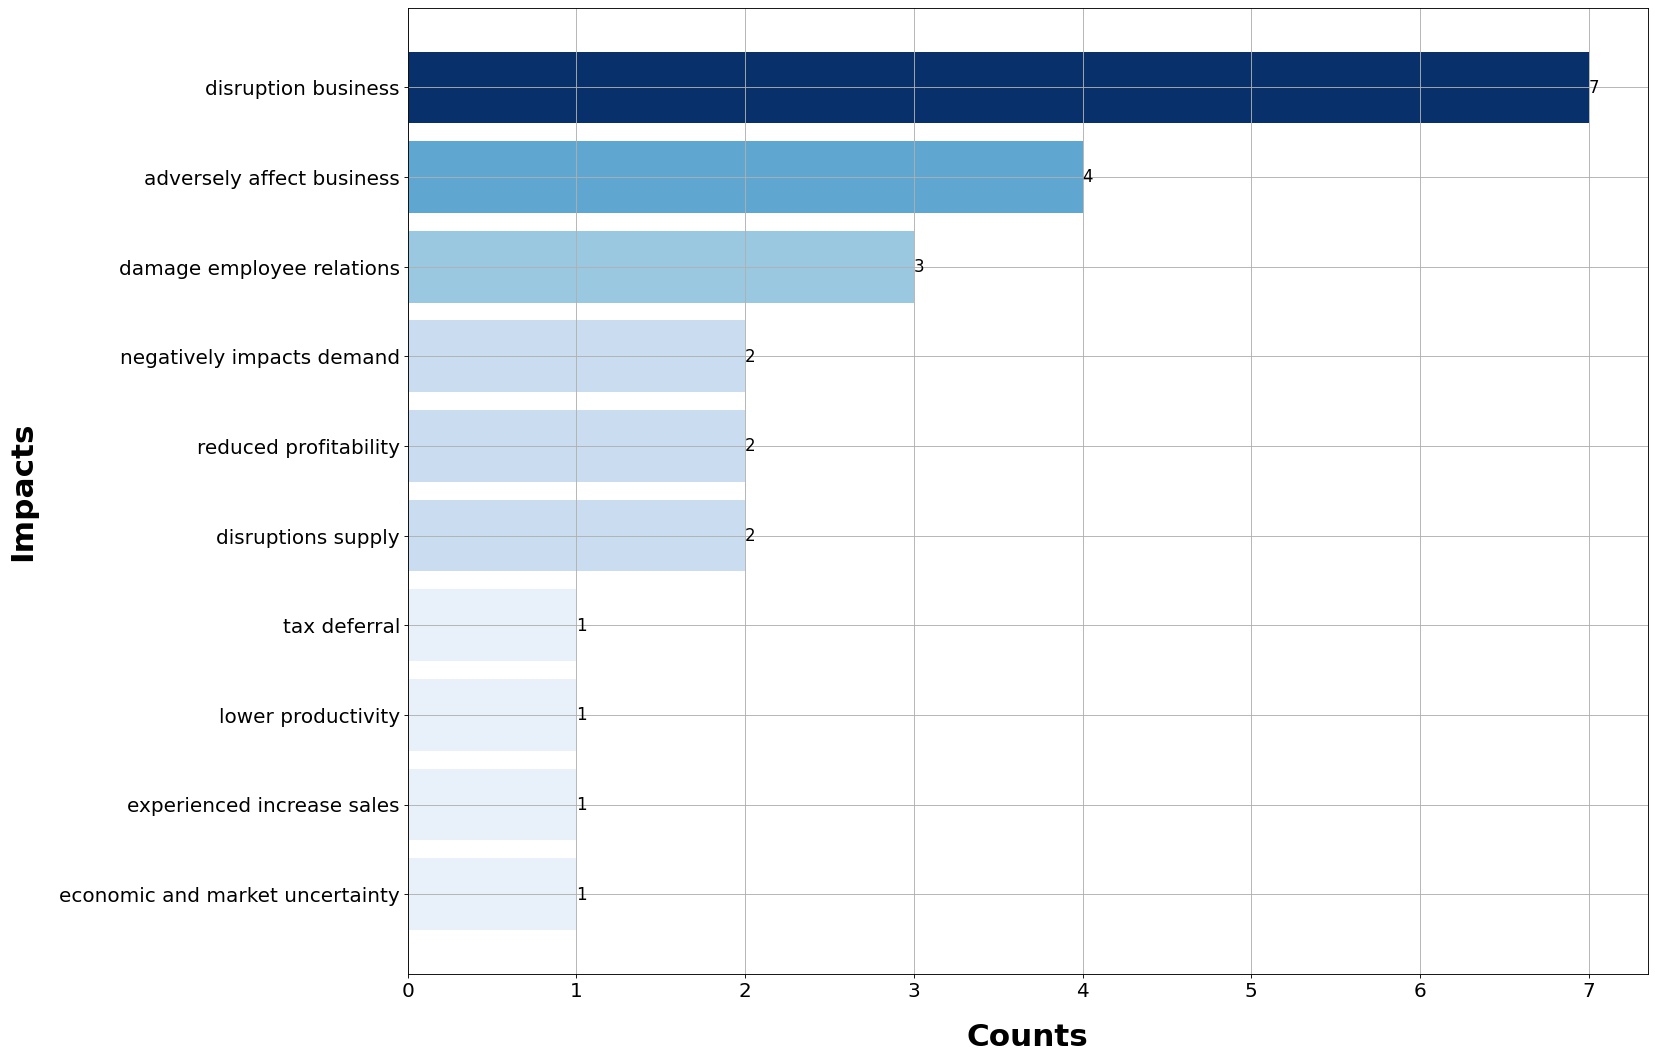 Impacts
disruption business
7
adversely affect business
4
damage employee relations
3
negatively impacts demand
2
reduced profitability
2
disruptions supply
2
tax deferral
1
lower productivity
1
experienced increase sales
1
economic and market uncertainty
1
0 1 2 3 4 5 6 7
Counts